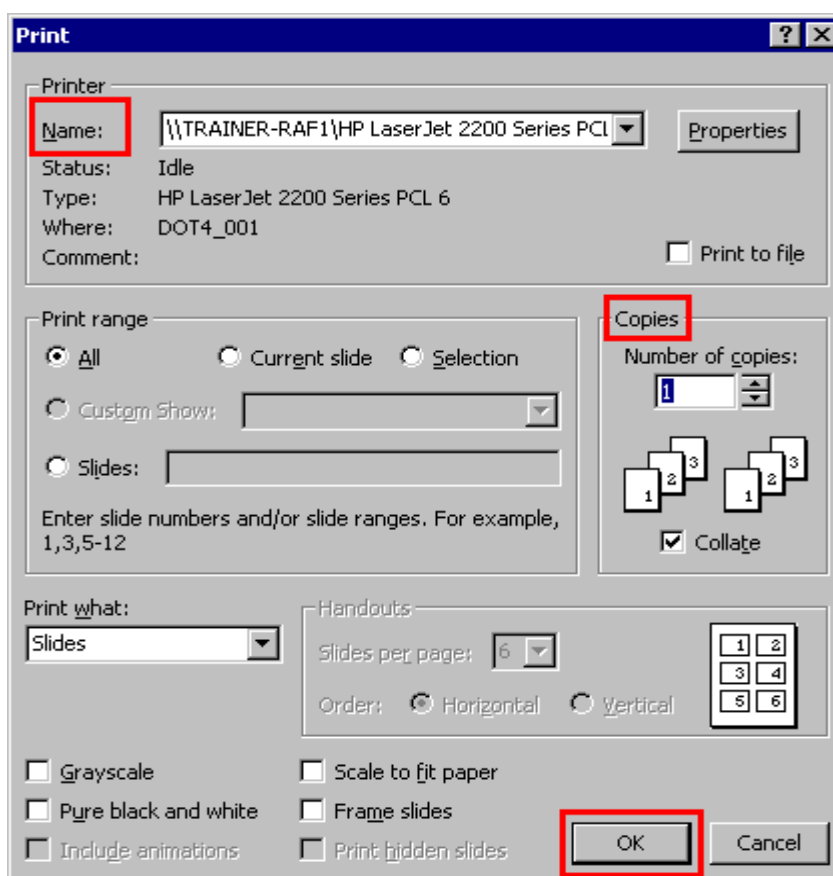 Print
Printer
Name: \\TRAINER-RAF1\HP LaserJet 2200 Series PCL Properties
Status: Idle
Type: HP LaserJet 2200 Series PCL 6
Where: DOT4_001
Comment: Print to file
Print range
All Current slide Selection
Custom Show:
Slides:
Enter slide numbers and/or slide ranges. For example,
1,3,5-12
Copies
Number of copies:
1
1 2 3 1 2 3
Collate
Print what:
Slides
Handouts
Slides per page: 6
Order: Horizontal Vertical
1 2
3 4
5 6
Grayscale Scale to fit paper
Pure black and white Frame slides
Include animations Print hidden slides
OK Cancel